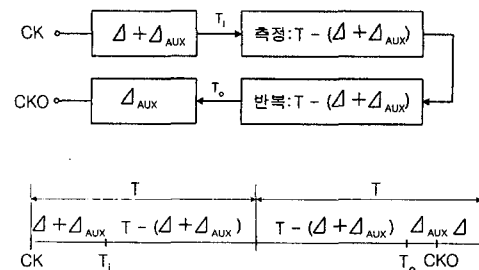 CK Δ + Δ_AUX T_i 측정:T − (Δ + Δ_AUX)
CKO Δ_AUX T_o 반복:T − (Δ + Δ_AUX)
T T
Δ + Δ_AUX T − (Δ + Δ_AUX) T − (Δ + Δ_AUX) Δ_AUX Δ
CK T_i T_o CKO